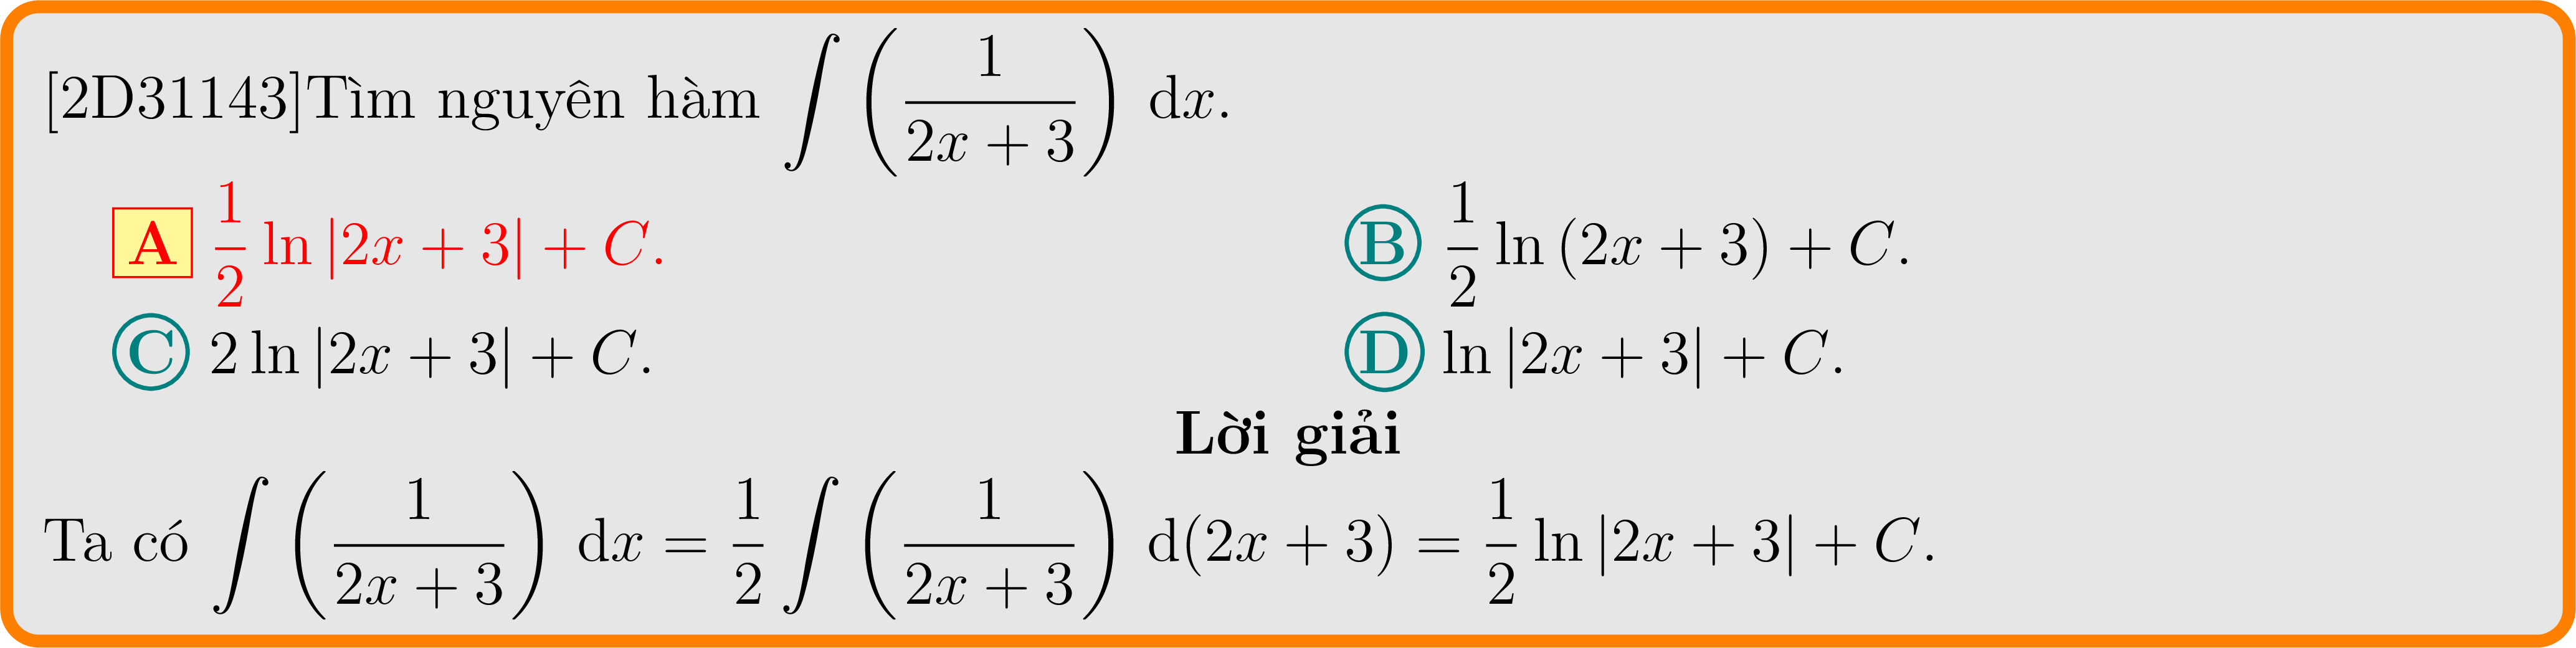 [2D31143]Tìm nguyên hàm $\int \left( \frac{1}{2x+3} \right) \mathrm{d}x$.
A $\frac{1}{2} \ln |2x+3| + C$. B $\frac{1}{2} \ln (2x+3) + C$.
C $2 \ln |2x+3| + C$. D $\ln |2x+3| + C$.
Lời giải
Ta có $\int \left( \frac{1}{2x+3} \right) \mathrm{d}x = \frac{1}{2} \int \left( \frac{1}{2x+3} \right) \mathrm{d}(2x+3) = \frac{1}{2} \ln |2x+3| + C$.